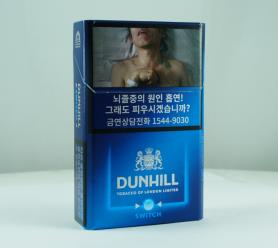 뇌졸중의 원인 흡연!
그래도 피우시겠습니까?
금연상담전화 1544-9030
DUNHILL
DUNHILL
TOBACCO OF LONDON LIMITED
SWITCH